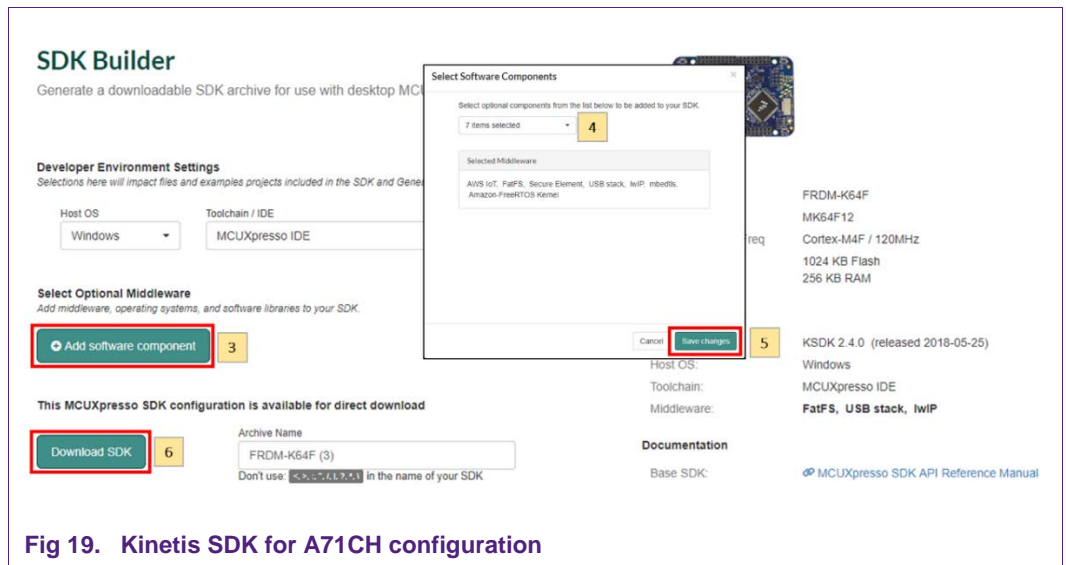 SDK Builder
Generate a downloadable SDK archive for use with desktop MCU
Developer Environment Settings
Selections here will impact files and examples projects included in the SDK and Gene
Host OS
Toolchain / IDE
Windows
MCUXpresso IDE
Select Optional Middleware
Add middleware, operating systems, and software libraries to your SDK.
Add software component
3
This MCUXpresso SDK configuration is available for direct download
Download SDK
6
Archive Name
FRDM-K64F (3)
Don't use: in the name of your SDK
Select Software Components
×
Select optional components from the list below to be added to your SDK.
7 items selected
4
Selected Middleware
AWS IoT, FatFS, Secure Element, USB stack, lwIP, mbedtls,
Amazon-FreeRTOS Kernel
Cancel
Save changes
5
FRDM-K64F
MK64F12
req Cortex-M4F / 120MHz
1024 KB Flash
256 KB RAM
KSDK 2.4.0 (released 2018-05-25)
Host OS: Windows
Toolchain: MCUXpresso IDE
Middleware: FatFS, USB stack, lwIP
Documentation
Base SDK: MCUXpresso SDK API Reference Manual
Fig 19. Kinetis SDK for A71CH configuration